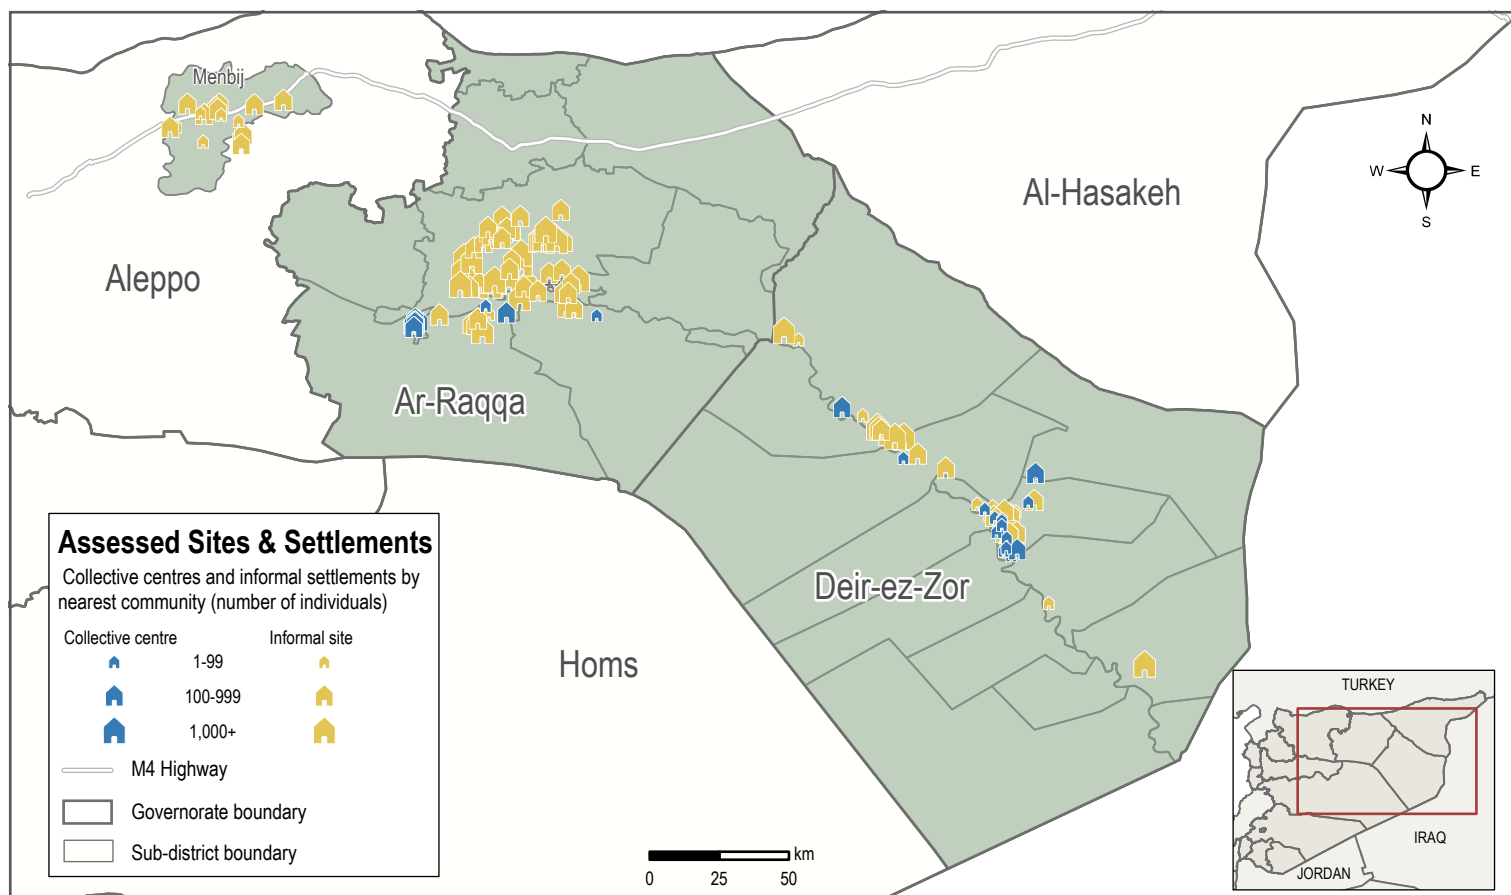 Menbij
N
W
E
S
Al-Hasakeh
Aleppo
Ar-Raqqa
Deir-ez-Zor
Homs
Assessed Sites & Settlements
Collective centres and informal settlements by
nearest community (number of individuals)
Collective centre
Informal site
1-99
100-999
1,000+
M4 Highway
Governorate boundary
Sub-district boundary
km
0
25
50
TURKEY
IRAQ
JORDAN